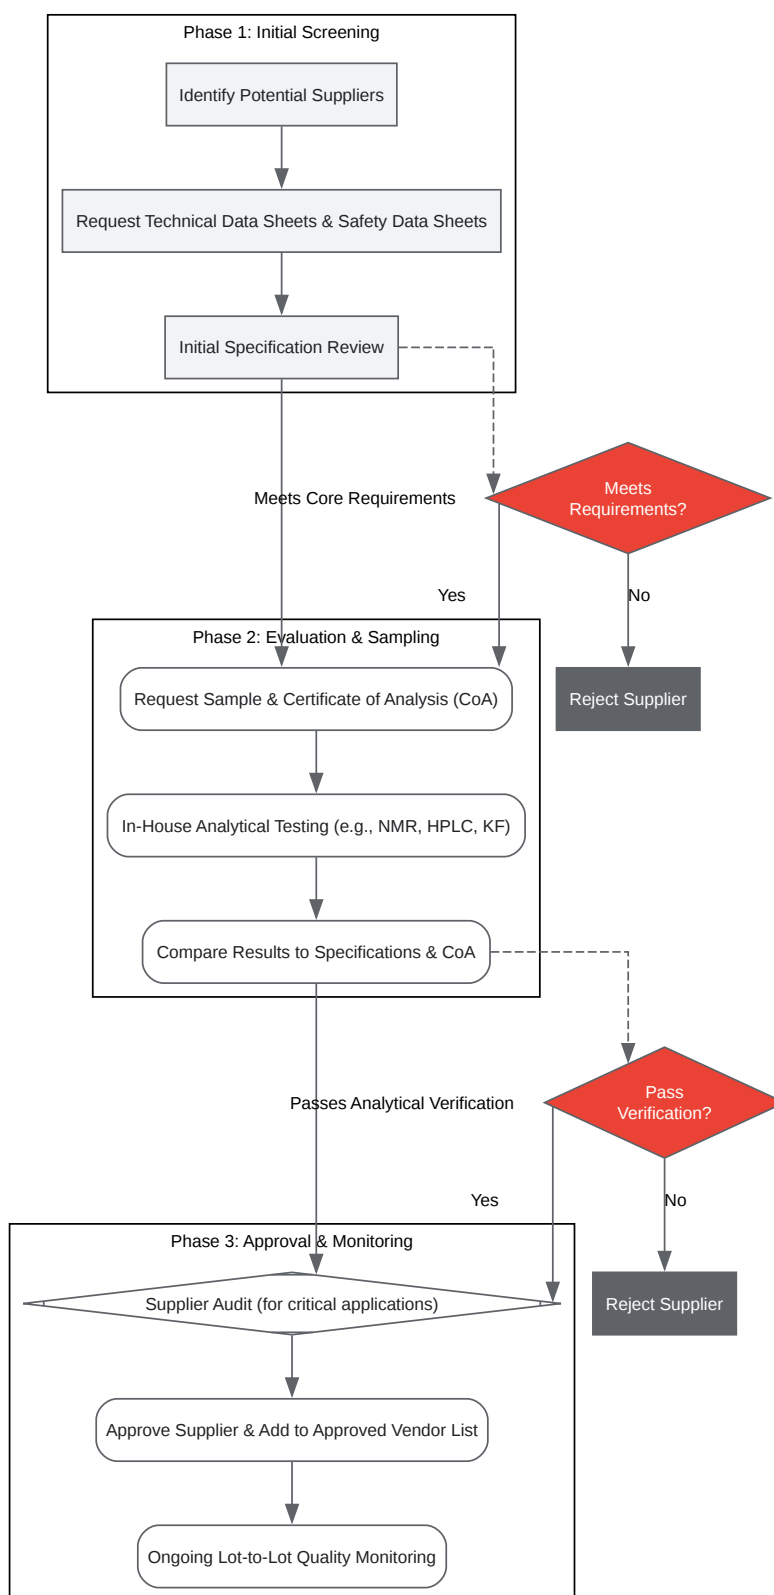 Phase 1: Initial Screening
Identify Potential Suppliers
Request Technical Data Sheets & Safety Data Sheets
Initial Specification Review
Meets Core Requirements
Meets
Requirements?
Yes
No
Phase 2: Evaluation & Sampling
Request Sample & Certificate of Analysis (CoA)
Reject Supplier
In-House Analytical Testing (e.g., NMR, HPLC, KF)
Compare Results to Specifications & CoA
Passes Analytical Verification
Pass
Verification?
Yes
No
Phase 3: Approval & Monitoring
Supplier Audit (for critical applications)
Reject Supplier
Approve Supplier & Add to Approved Vendor List
Ongoing Lot-to-Lot Quality Monitoring